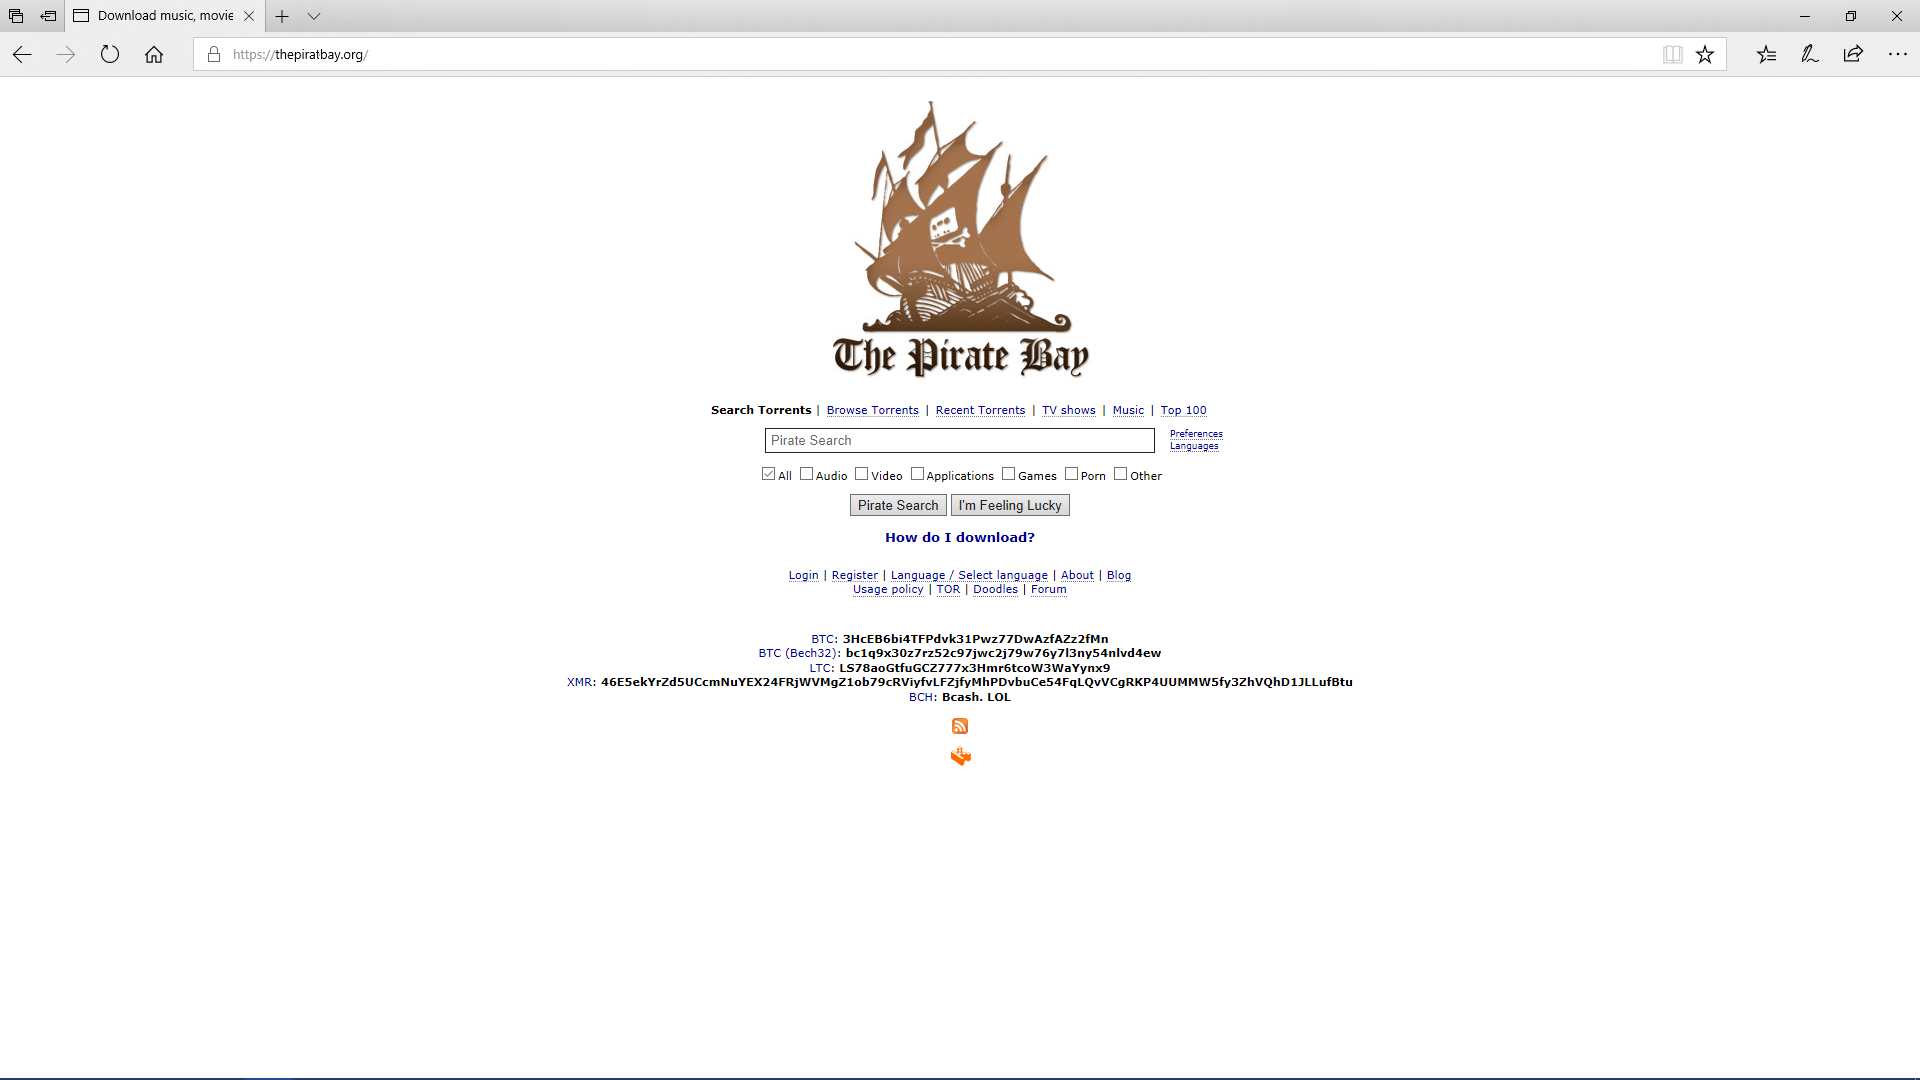 Download music, movie
https://thepiratbay.org/
The Pirate Bay
Search Torrents | Browse Torrents | Recent Torrents | TV shows | Music | Top 100
Pirate Search
Preferences
Languages
All Audio Video Applications Games Porn Other
Pirate Search I'm Feeling Lucky
How do I download?
Login | Register | Language / Select language | About | Blog
Usage policy | TOR | Doodles | Forum
BTC: 3HcEB6bi4TFPdvk31Pwz77DwAzfAZz2fMn
BTC (Bech32): bc1q9x30z7rz52c97jwc2j79w76y7l3ny54nlvd4ew
LTC: LS78aoGtfuGCZ777x3Hmr6tcoW3WaYynx9
XMR: 46E5ekYrZd5UCcmNuYEX24FRjWVMgZ1ob79cRViyfvLFZjfyMhPDvbuCe54FqLQvVCgRKP4UUMMW5fy3ZhVQhD1JLLufBtu
BCH: Bcash. LOL